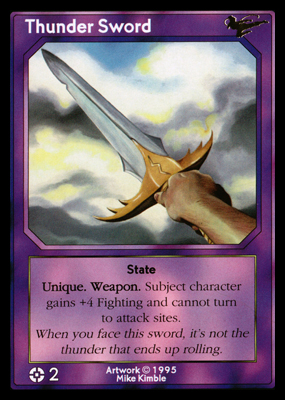 Thunder Sword
State
Unique. Weapon. Subject character
gains +4 Fighting and cannot turn
to attack sites.
When you face this sword, it's not the
thunder that ends up rolling.
Artwork © 1995
2 Mike Kimble